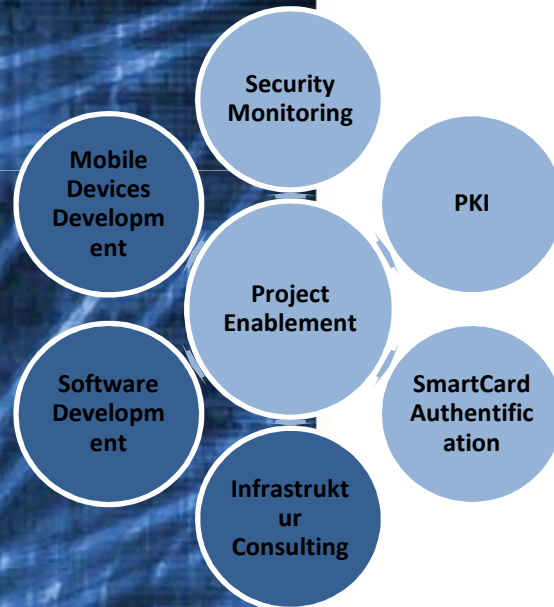 Security
Monitoring
Mobile
Devices
Developm
ent
PKI
Project
Enablement
Software
Developm
ent
SmartCard
Authentific
ation
Infrastrukt
ur
Consulting